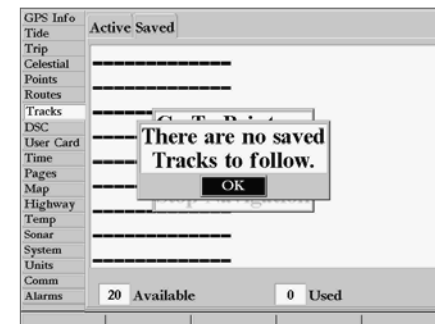 GPS Info
Tide
Trip
Celestial
Points
Routes
Tracks
DSC
User Card
Time
Pages
Map
Highway
Temp
Sonar
System
Units
Comm
Alarms
Active Saved
There are no saved
Tracks to follow.
OK
20 Available
0 Used